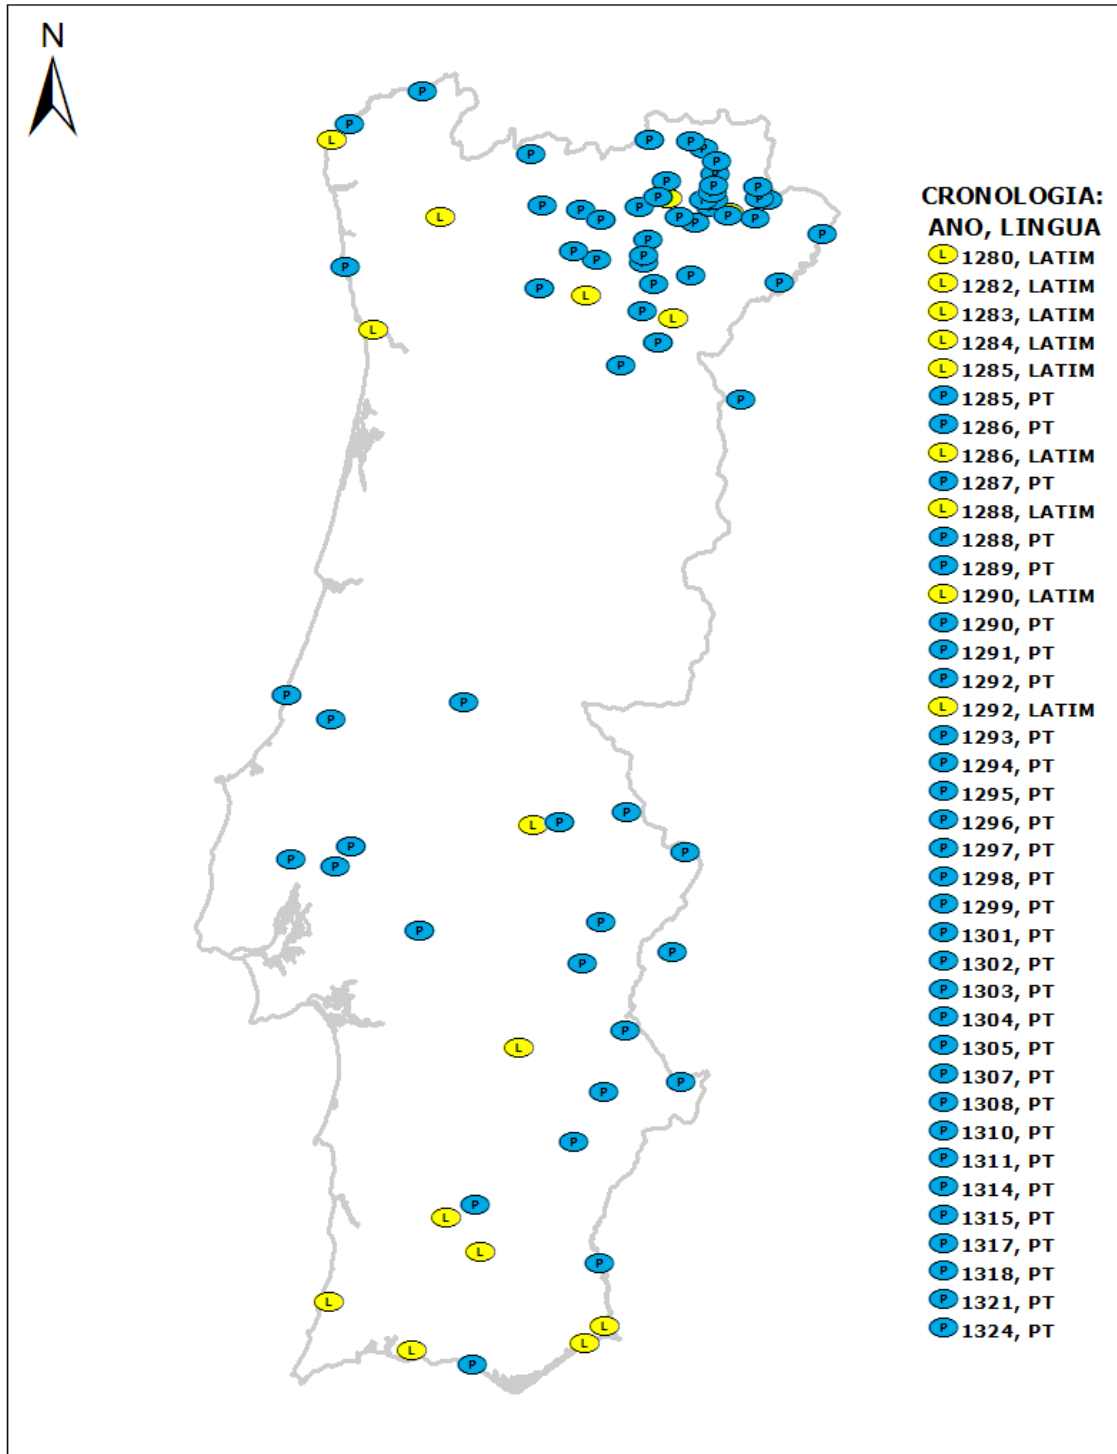 N
CRONOLOGIA:
ANO, LINGUA
L 1280, LATIM
L 1282, LATIM
L 1283, LATIM
L 1284, LATIM
L 1285, LATIM
P 1285, PT
P 1286, PT
L 1286, LATIM
P 1287, PT
L 1288, LATIM
P 1288, PT
P 1289, PT
L 1290, LATIM
P 1290, PT
P 1291, PT
P 1292, PT
L 1292, LATIM
P 1293, PT
P 1294, PT
P 1295, PT
P 1296, PT
P 1297, PT
P 1298, PT
P 1299, PT
P 1301, PT
P 1302, PT
P 1303, PT
P 1304, PT
P 1305, PT
P 1307, PT
P 1308, PT
P 1310, PT
P 1311, PT
P 1314, PT
P 1315, PT
P 1317, PT
P 1318, PT
P 1321, PT
P 1324, PT